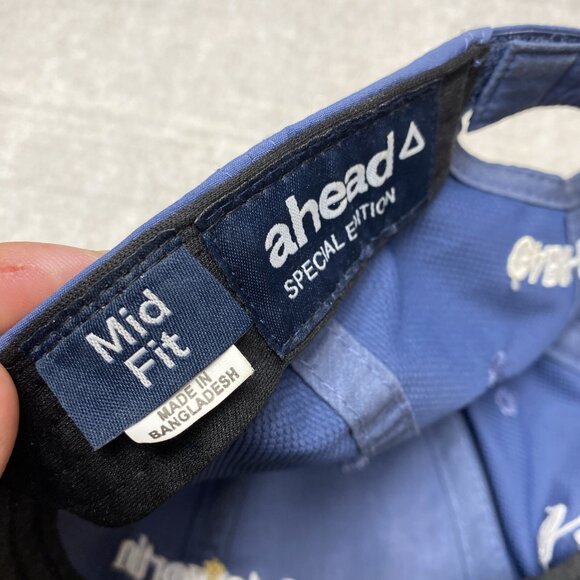 ahead
SPECIAL EDITION
Mid
Fit
MADE IN
BANGLADESH